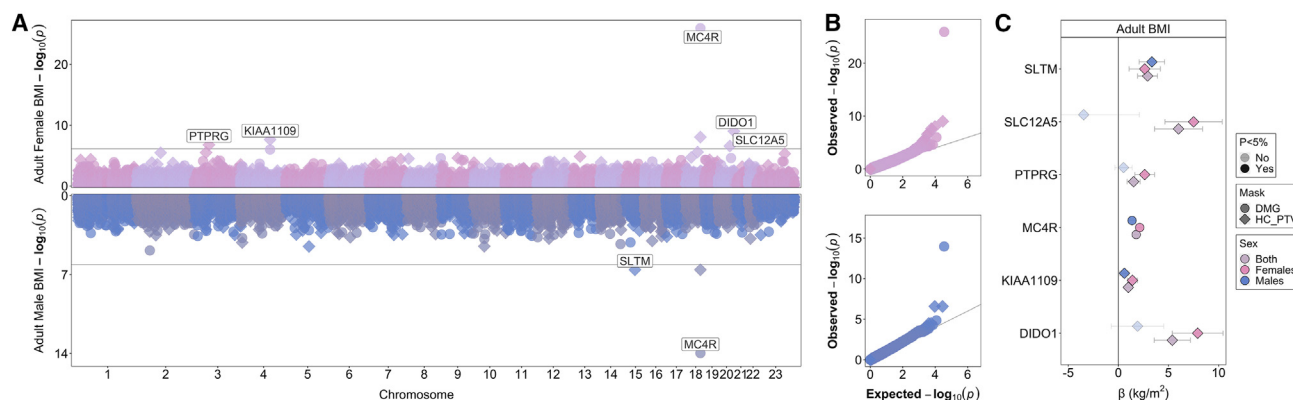 A
Adult Female BMI − log10(p)
20
10
0
MC4R
DIDO1
KIAA1109
PTPRG
SLC12A5
Adult Male BMI − log10(p)
0
7
14
SLTM
MC4R
1 2 3 4 5 6 7 8 9 10 11 12 13 14 15 16 17 18 19 20 21 22 23
Chromosome
B
Observed − log10(p)
20
10
0
0 2 4 6
Observed − log10(p)
15
10
5
0
0 2 4 6
Expected − log10(p)
C
Adult BMI
SLTM
SLC12A5
PTPRG
MC4R
KIAA1109
DIDO1
-5 0 5 10
β (kg/m²)
P<5%
No
Yes
Mask
DMG
HC_PTV
Sex
Both
Females
Males